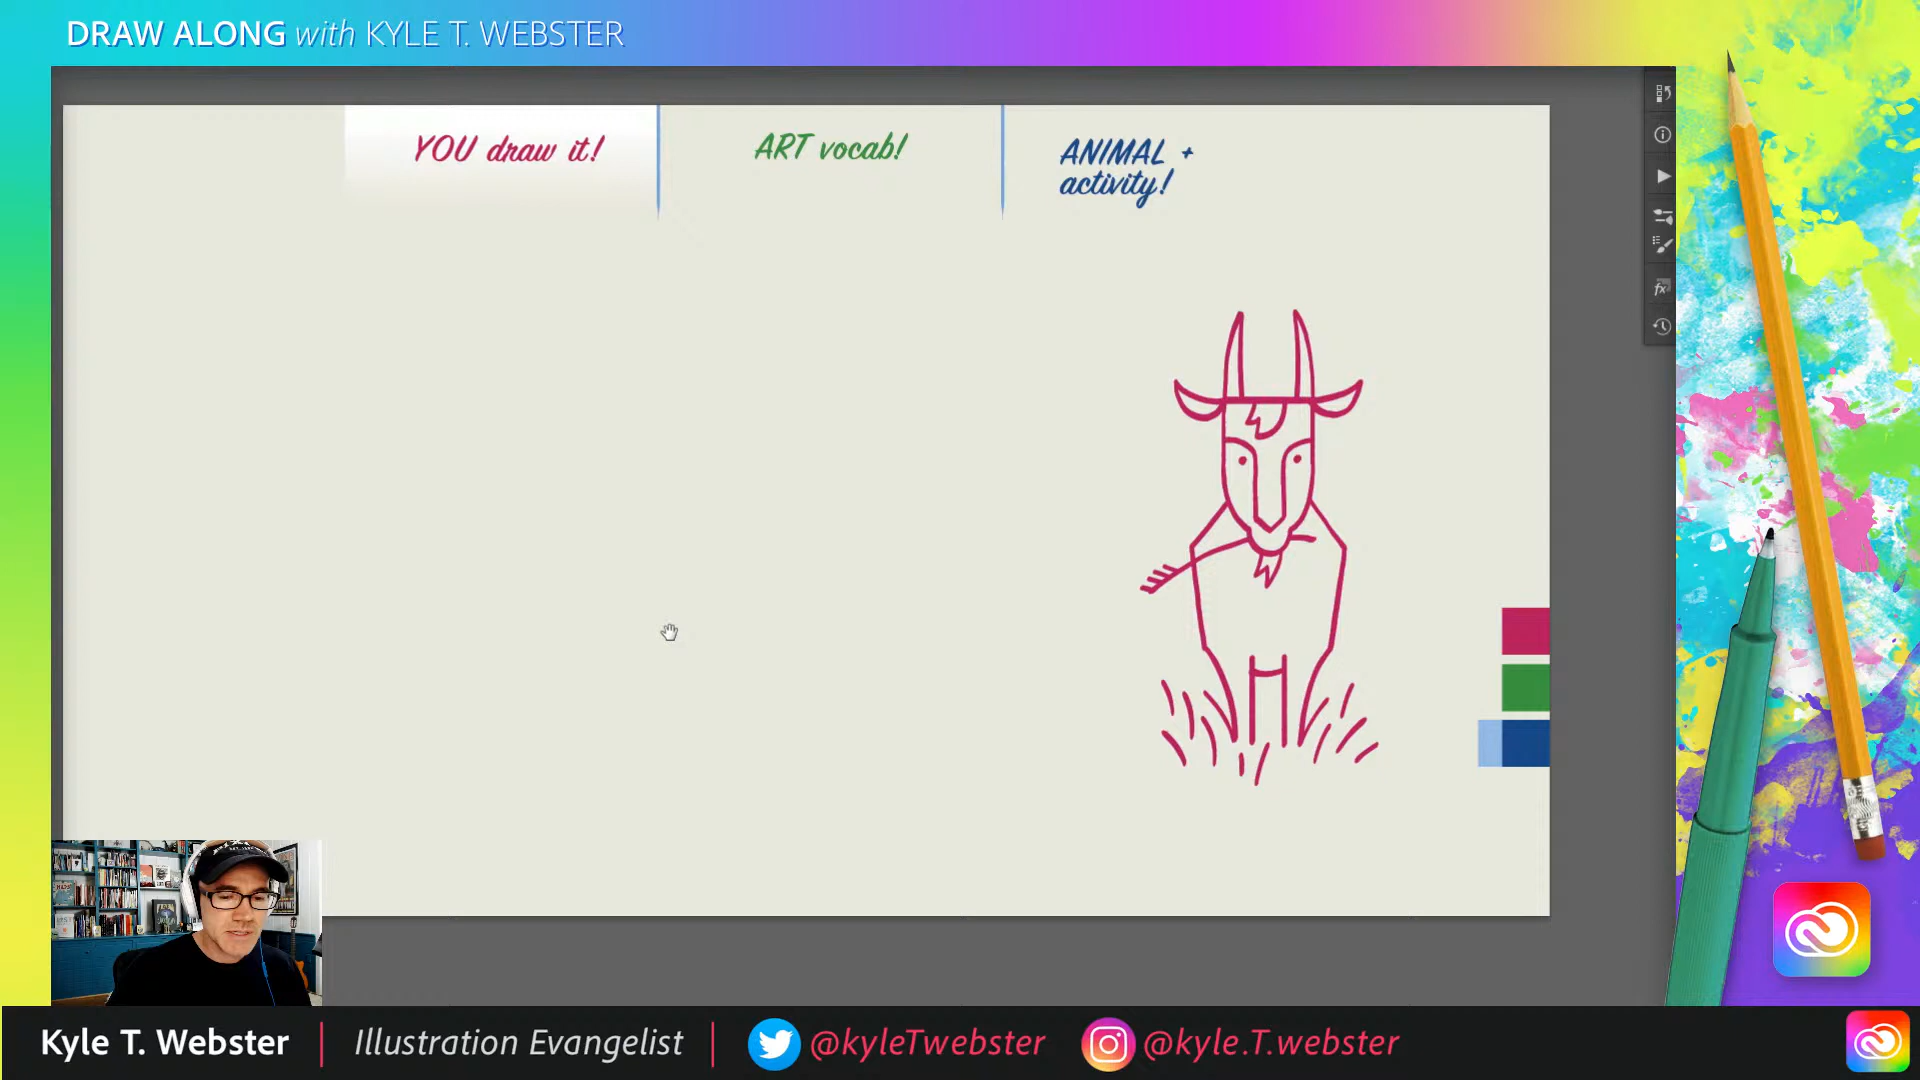 DRAW ALONG with KYLE T. WEBSTER
YOU draw it!
ART vocab!
ANIMAL +
activity!
fx
Kyle T. Webster | Illustration Evangelist | @kyleTwebster @kyle.T.webster